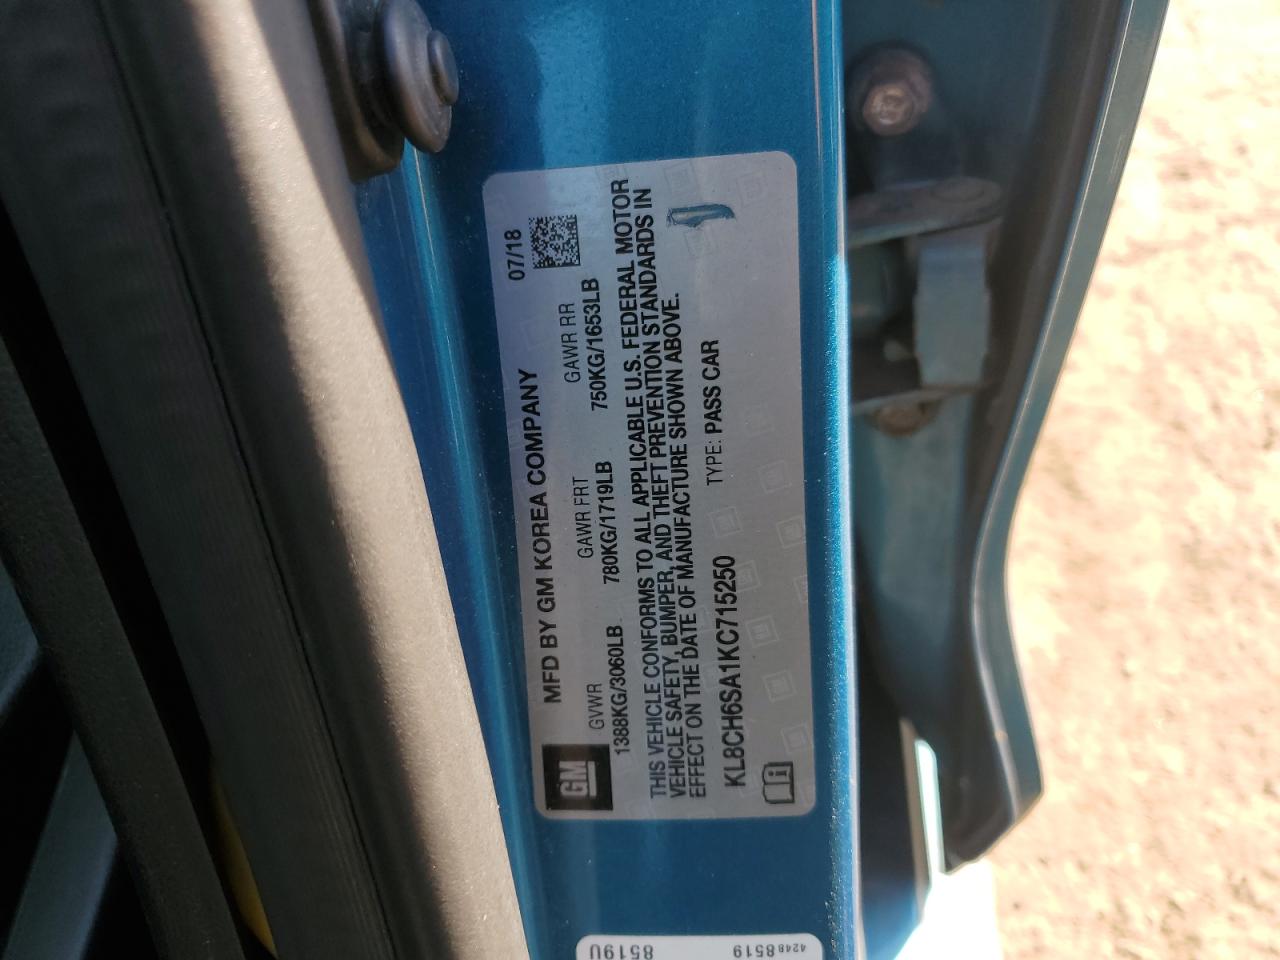 GM
MFD BY GM KOREA COMPANY 07/18
GVWR GAWR FRT GAWR RR
1388KG/3060LB 780KG/1719LB 750KG/1653LB
THIS VEHICLE CONFORMS TO ALL APPLICABLE U.S. FEDERAL MOTOR
VEHICLE SAFETY, BUMPER, AND THEFT PREVENTION STANDARDS IN
EFFECT ON THE DATE OF MANUFACTURE SHOWN ABOVE.
KL8CH6SA1KC715250 TYPE: PASS CAR
42488519
8519U